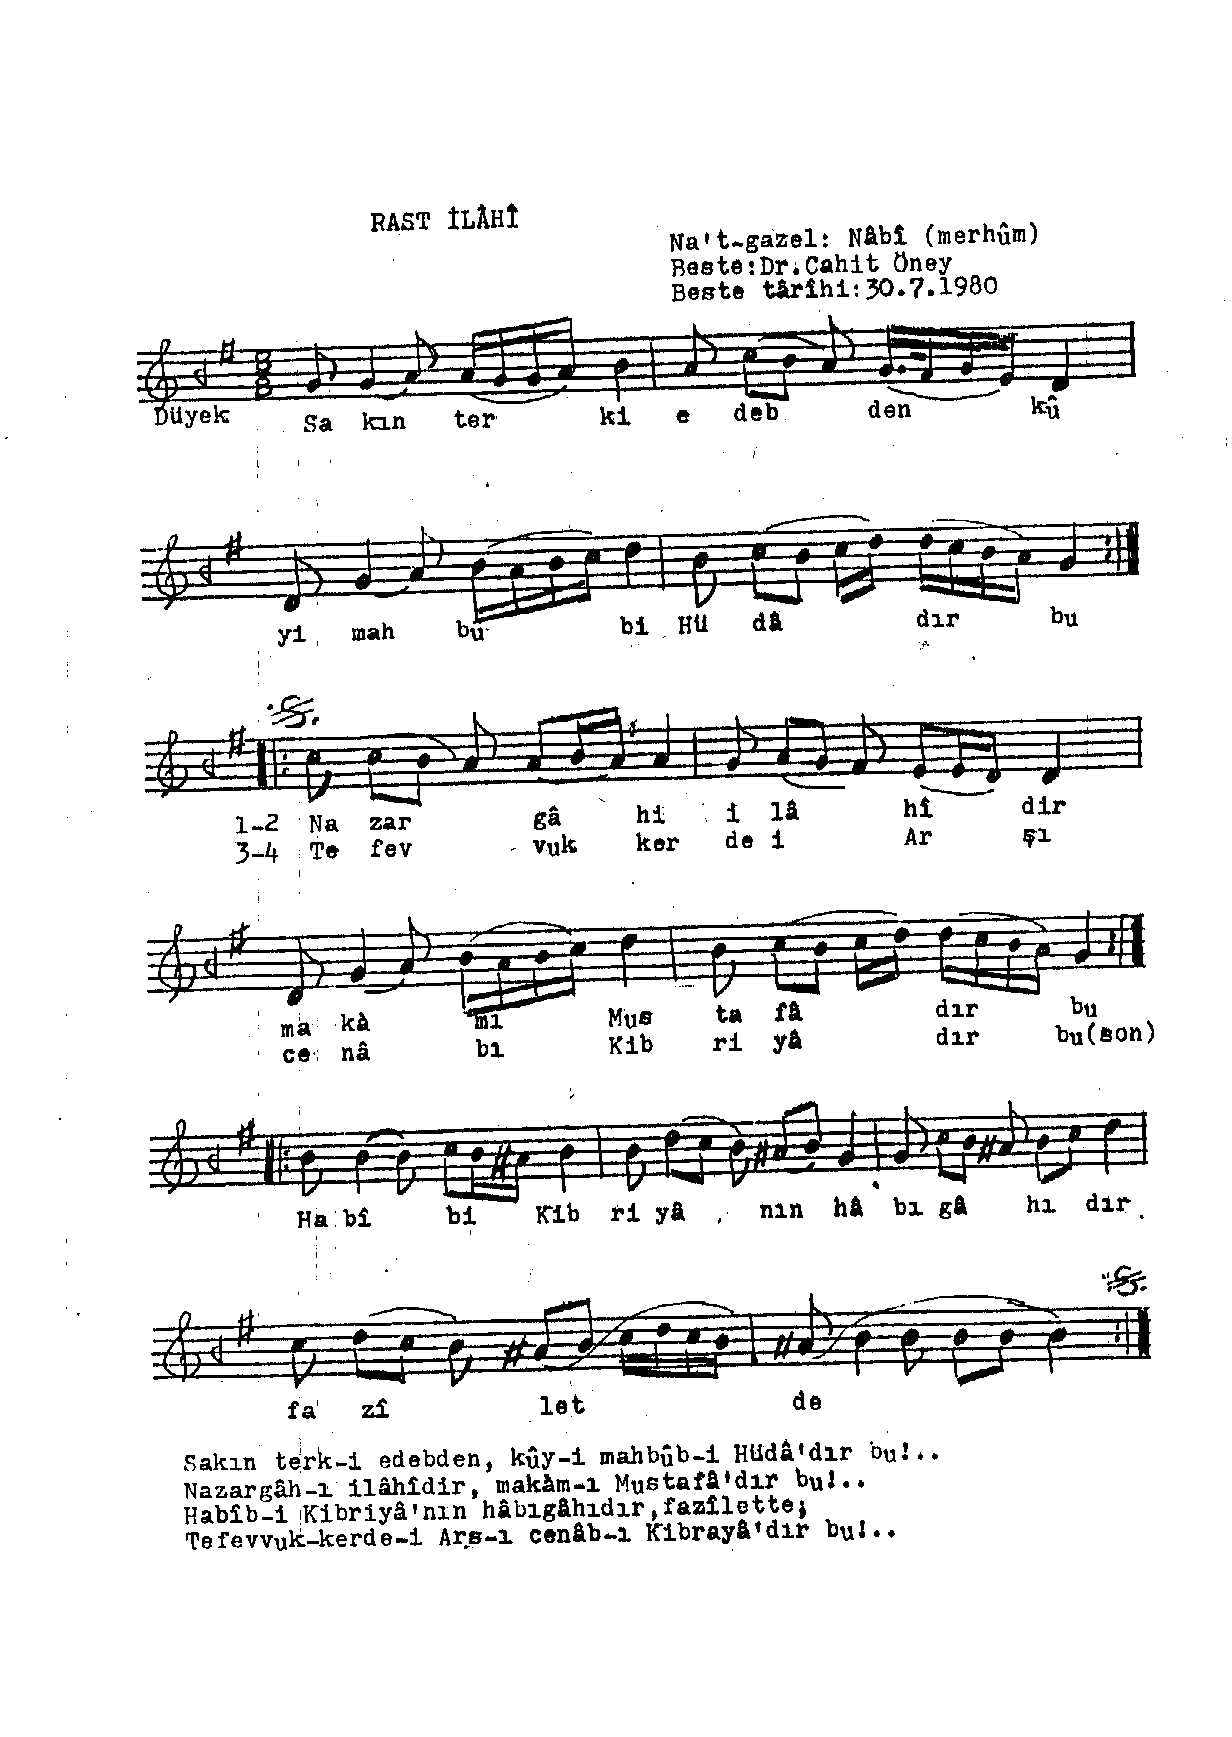 RAST İLÂHÎ
Na't-gazel: Nâbî (merhûm)
Beste:Dr.Cahit Öney
Beste târîhi:30.7.1980
Düyek Sa kın ter ki e deb den kû
yi mah bu bi Hü dâ dır bu
1-2 Na zar gâ hi i lâ hî dir
3-4 Te fev vuk ker de i Ar şı
ma kà mı Mus ta fâ dır bu
ce nâ bı Kib ri yâ dır bu(son)
Ha bî bi Kib ri yâ nın hâ bı gâ hı dır
fa zî let de
Sakın terk-i edebden, kûy-i mahbûb-i Hüdâ'dır bu!..
Nazargâh-ı ilâhîdir, makàm-ı Mustafâ'dır bu!..
Habîb-i Kibriyâ'nın hâbıgâhıdır,fazîlette;
Tefevvuk-kerde-i Arş-ı cenâb-ı Kibrayâ'dır bu!..